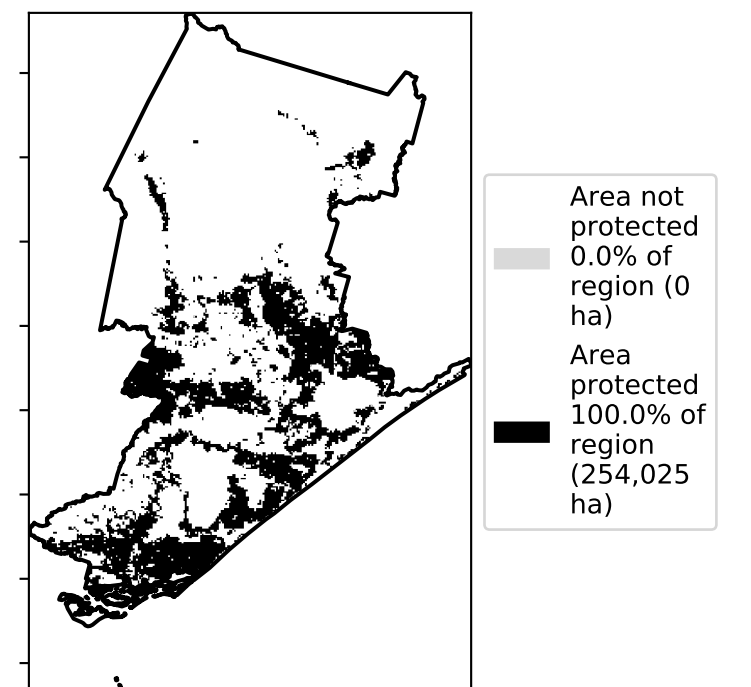 Area not
protected
0.0% of
region (0
ha)
Area
protected
100.0% of
region
(254,025
ha)